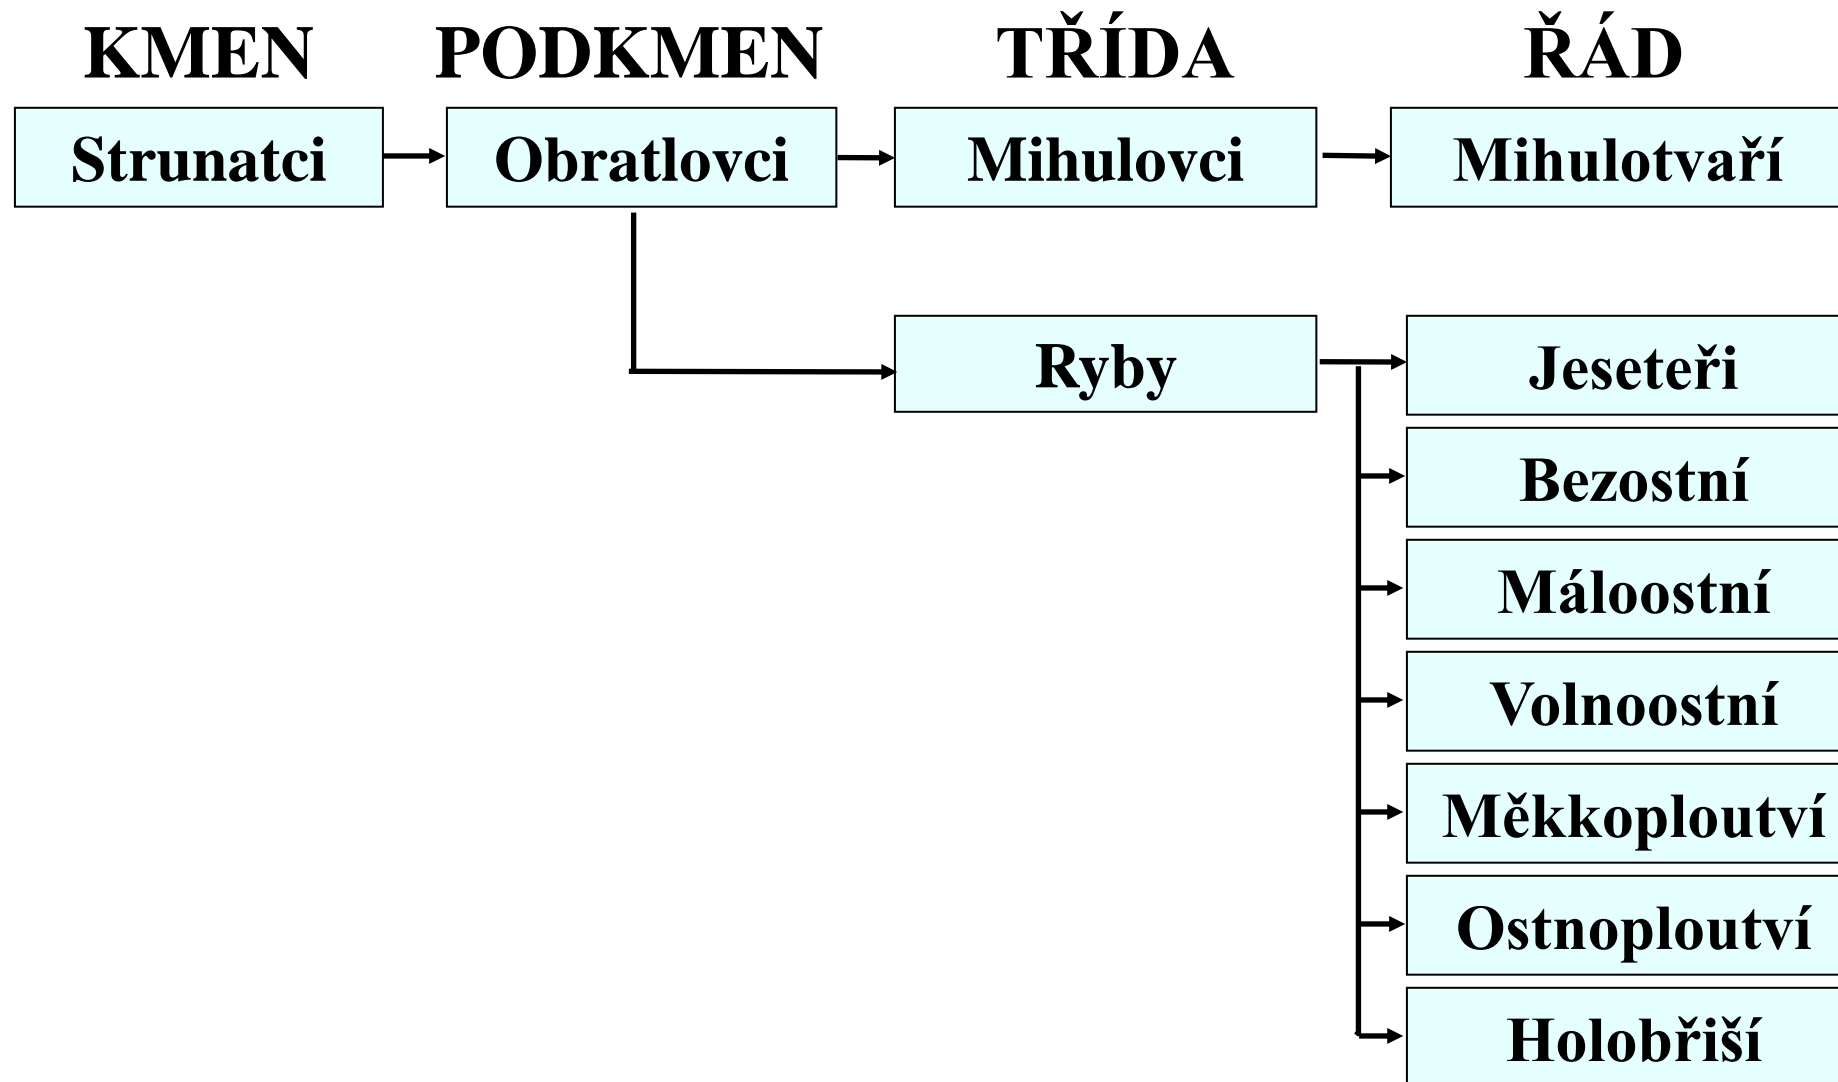 KMEN PODKMEN TŘÍDA ŘÁD
Strunatci Obratlovci Mihulovci Mihulotvaří
Ryby Jeseteři
Bezostní
Máloostní
Volnoostní
Měkkoploutví
Ostnoploutví
Holobřiší